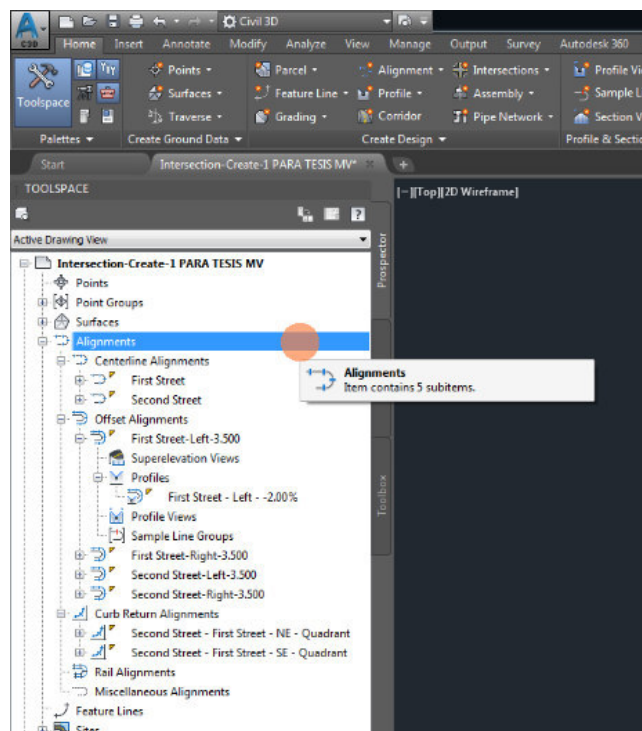 Civil 3D
C3D
Home Insert Annotate Modify Analyze View Manage Output Survey Autodesk 360
Toolspace
Points
Surfaces
Traverse
Parcel
Feature Line
Grading
Alignment
Profile
Corridor
Intersections
Assembly
Pipe Network
Profile Vi
Sample L
Section V
Palettes
Create Ground Data
Create Design
Profile & Secti
Start
Intersection-Create-1 PARA TESIS MV*
TOOLSPACE
[−][Top][2D Wireframe]
Active Drawing View
Prospector
Toolbox
Intersection-Create-1 PARA TESIS MV
Points
Point Groups
Surfaces
Alignments
Centerline Alignments
First Street
Second Street
Alignments
Item contains 5 subitems.
Offset Alignments
First Street-Left-3.500
Superelevation Views
Profiles
First Street - Left - -2.00%
Profile Views
Sample Line Groups
First Street-Right-3.500
Second Street-Left-3.500
Second Street-Right-3.500
Curb Return Alignments
Second Street - First Street - NE - Quadrant
Second Street - First Street - SE - Quadrant
Rail Alignments
Miscellaneous Alignments
Feature Lines
Sites